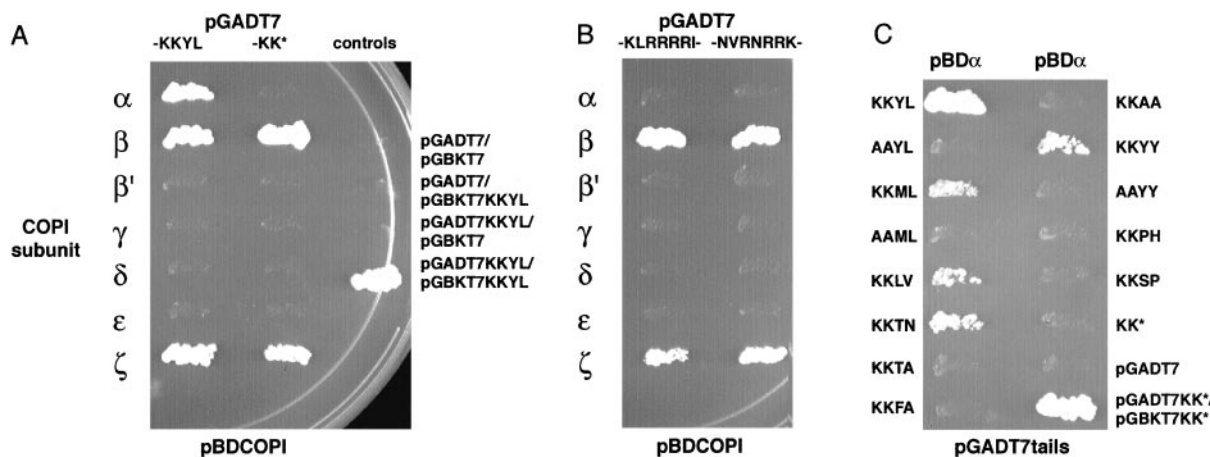 A
pGADT7
-KKYL
-KK*
controls
COPI
subunit
α
β
β'
γ
δ
ε
ζ
pGADT7/
pGBKT7
pGADT7/
pGBKT7KKYL
pGADT7KKYL/
pGBKT7
pGADT7KKYL/
pGBKT7KKYL
pBDCOPI
B
pGADT7
-KLRRRRI-
-NVRNRRK-
α
β
β'
γ
δ
ε
ζ
pBDCOPI
C
pBDα
pBDα
KKYL
AAYL
KKML
AAML
KKLV
KKTN
KKTA
KKFA
KKAA
KKYY
AAYY
KKPH
KKSP
KK*
pGADT7
pGADT7KK*/
pGBKT7KK*
pGADT7tails